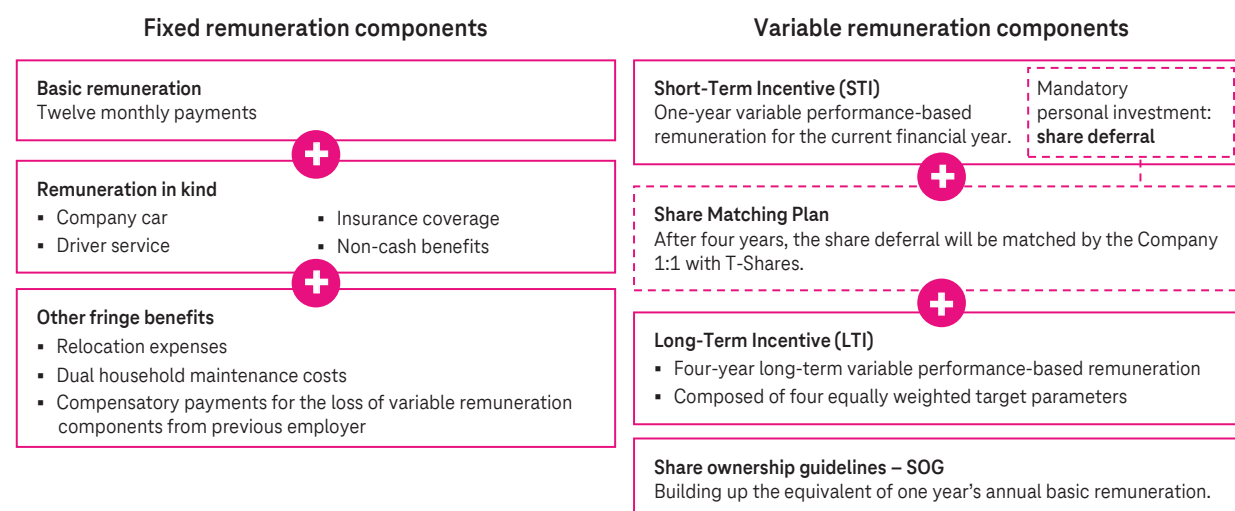 Fixed remuneration components
Basic remuneration
Twelve monthly payments
Remuneration in kind
▪ Company car
▪ Driver service
▪ Insurance coverage
▪ Non-cash benefits
Other fringe benefits
▪ Relocation expenses
▪ Dual household maintenance costs
▪ Compensatory payments for the loss of variable remuneration
components from previous employer
Variable remuneration components
Short-Term Incentive (STI)
One-year variable performance-based
remuneration for the current financial year.
Mandatory
personal investment:
share deferral
Share Matching Plan
After four years, the share deferral will be matched by the Company
1:1 with T-Shares.
Long-Term Incentive (LTI)
▪ Four-year long-term variable performance-based remuneration
▪ Composed of four equally weighted target parameters
Share ownership guidelines – SOG
Building up the equivalent of one year’s annual basic remuneration.